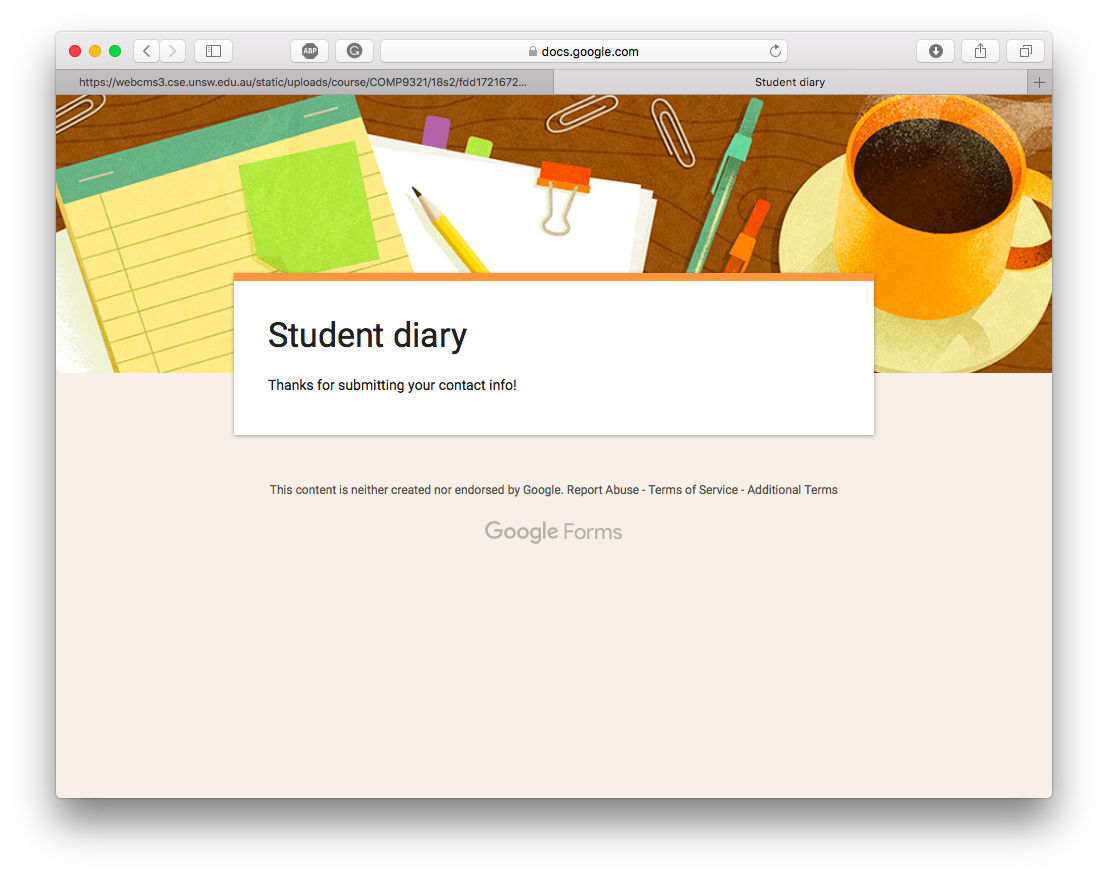 ABP
docs.google.com
https://webcms3.cse.unsw.edu.au/static/uploads/course/COMP9321/18s2/fdd1721672...
Student diary
Student diary
Thanks for submitting your contact info!
This content is neither created nor endorsed by Google. Report Abuse - Terms of Service - Additional Terms
Google Forms